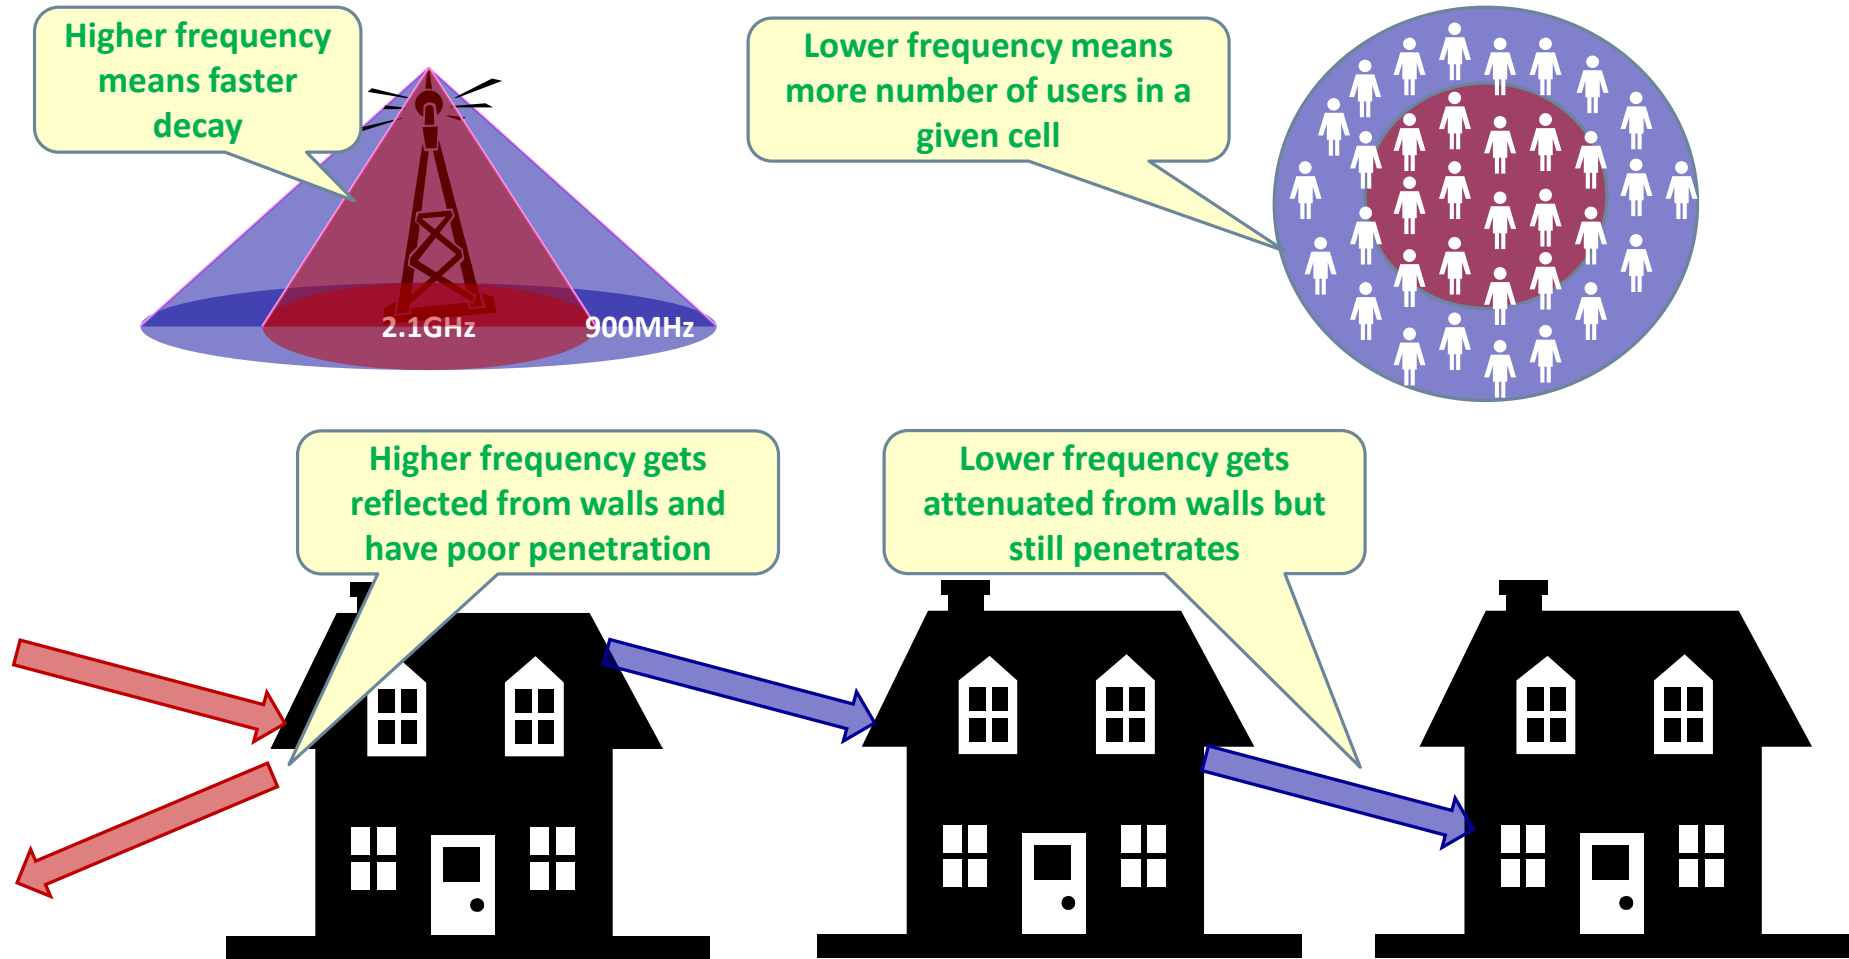 Higher frequency
means faster
decay
2.1GHz
900MHz
Lower frequency means
more number of users in a
given cell
Higher frequency gets
reflected from walls and
have poor penetration
Lower frequency gets
attenuated from walls but
still penetrates